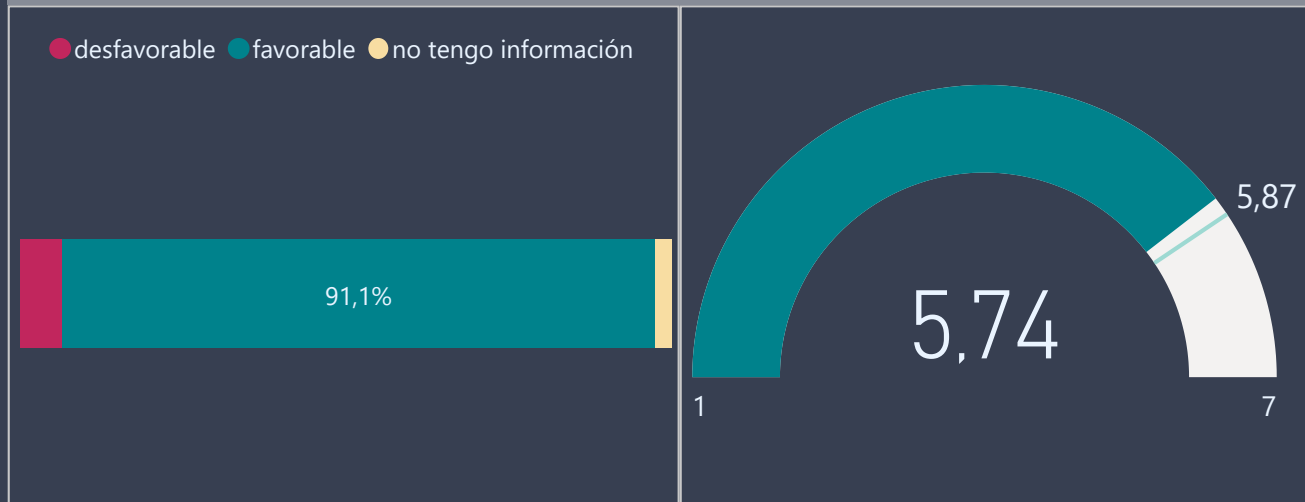 desfavorable favorable no tengo información
91,1%
5,87
5,74
1 7